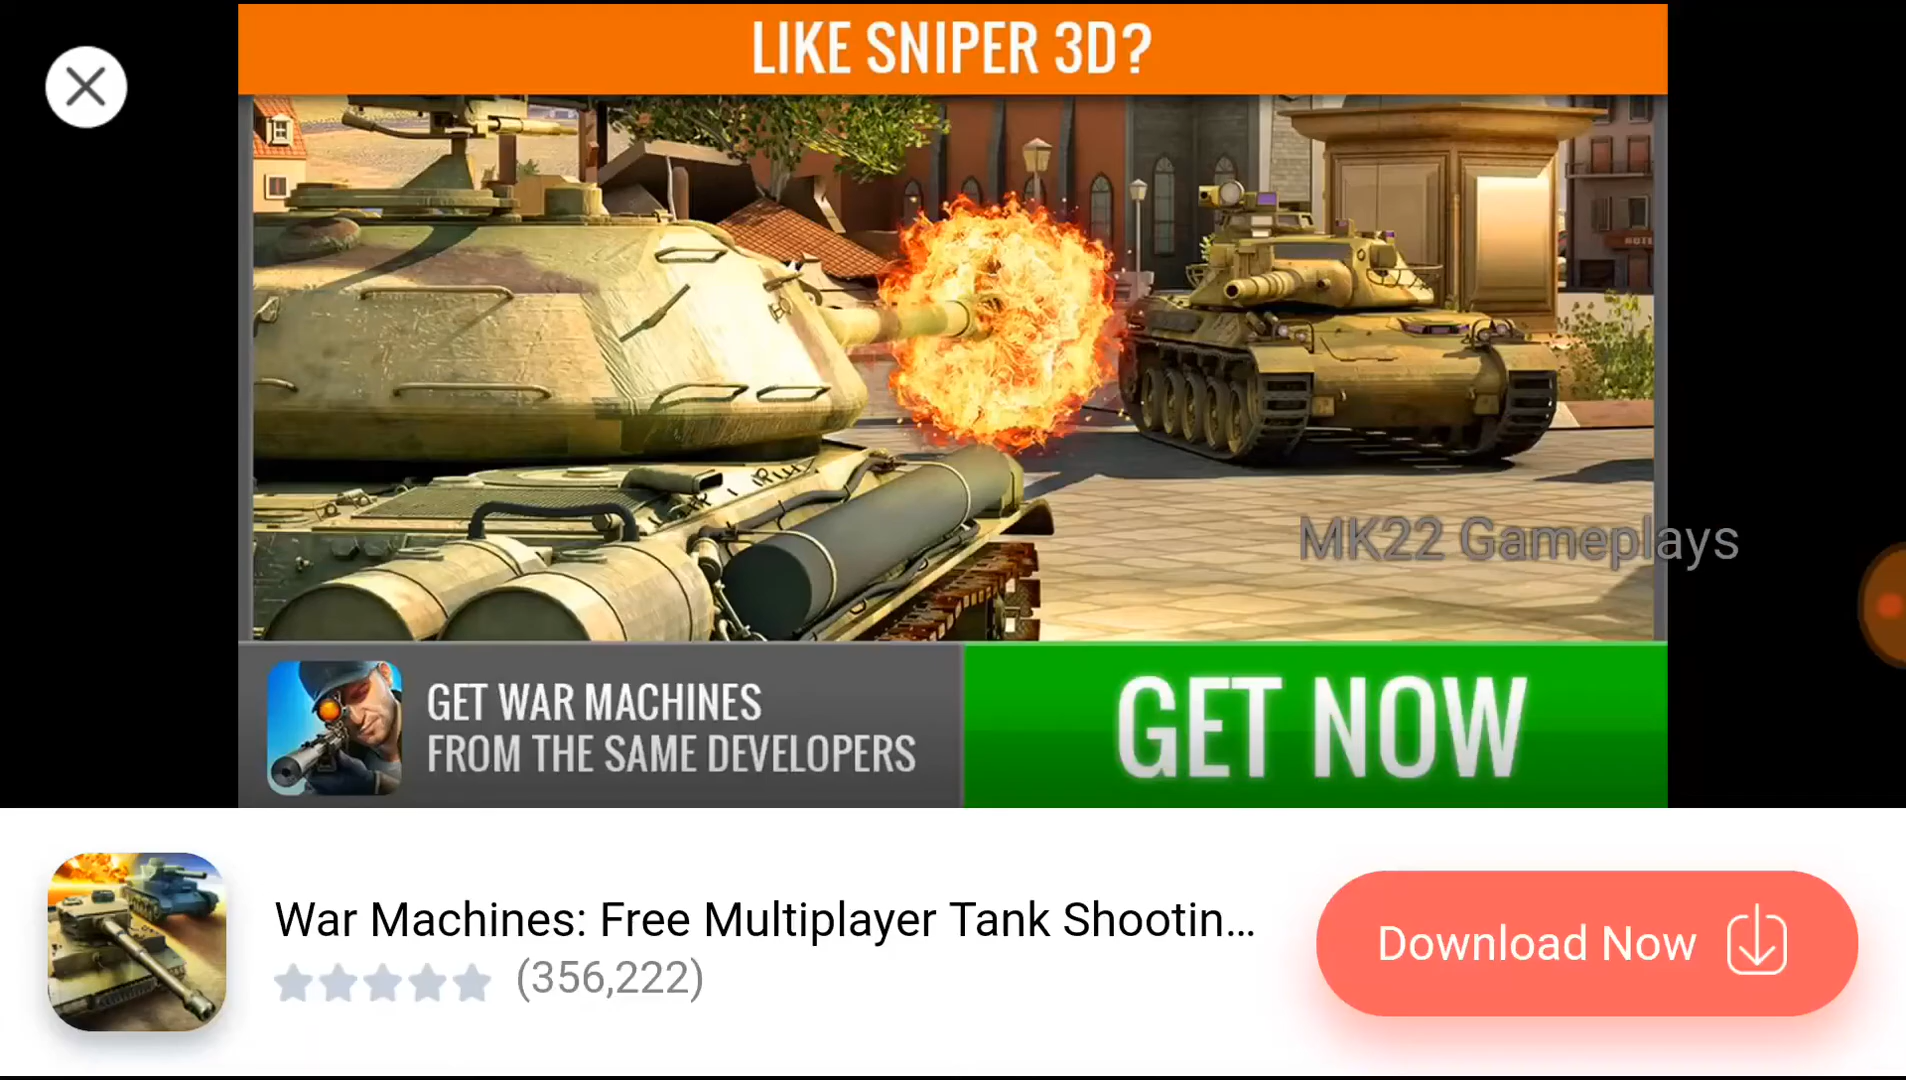 LIKE SNIPER 3D?
MK22 Gameplays
GET WAR MACHINES
FROM THE SAME DEVELOPERS
GET NOW
War Machines: Free Multiplayer Tank Shootin...
(356,222)
Download Now